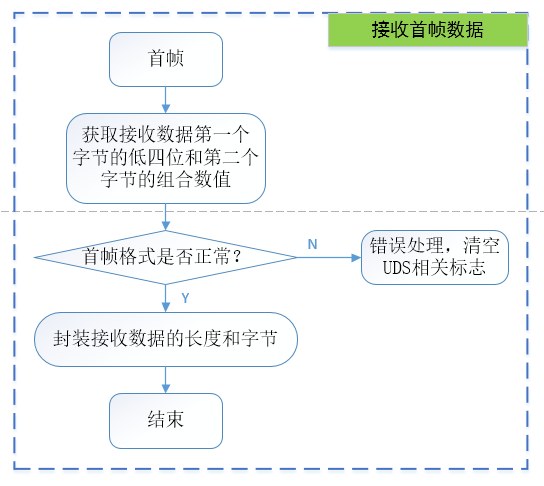 接收首帧数据
首帧
获取接收数据第一个
字节的低四位和第二个
字节的组合数值
首帧格式是否正常？
N
错误处理，清空
UDS相关标志
Y
封装接收数据的长度和字节
结束